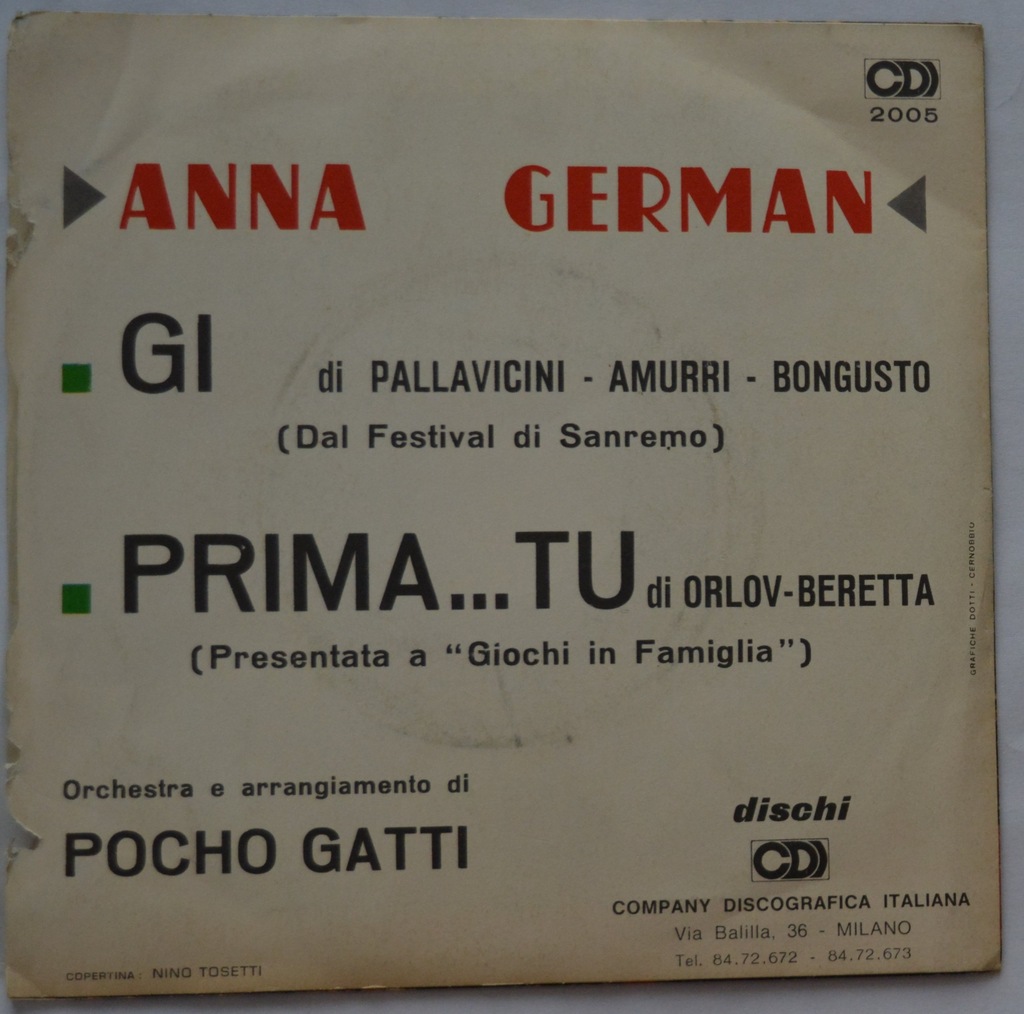 CDI
2005
ANNA GERMAN
GI di PALLAVICINI - AMURRI - BONGUSTO
(Dal Festival di Sanremo)
PRIMA...TU di ORLOV-BERETTA
(Presentata a “Giochi in Famiglia”)
GRAFICHE DOTTI - CERNOBBIO
Orchestra e arrangiamento di
POCHO GATTI
dischi
CDI
COMPANY DISCOGRAFICA ITALIANA
Via Balilla, 36 - MILANO
Tel. 84.72.672 - 84.72.673
COPERTINA: NINO TOSETTI